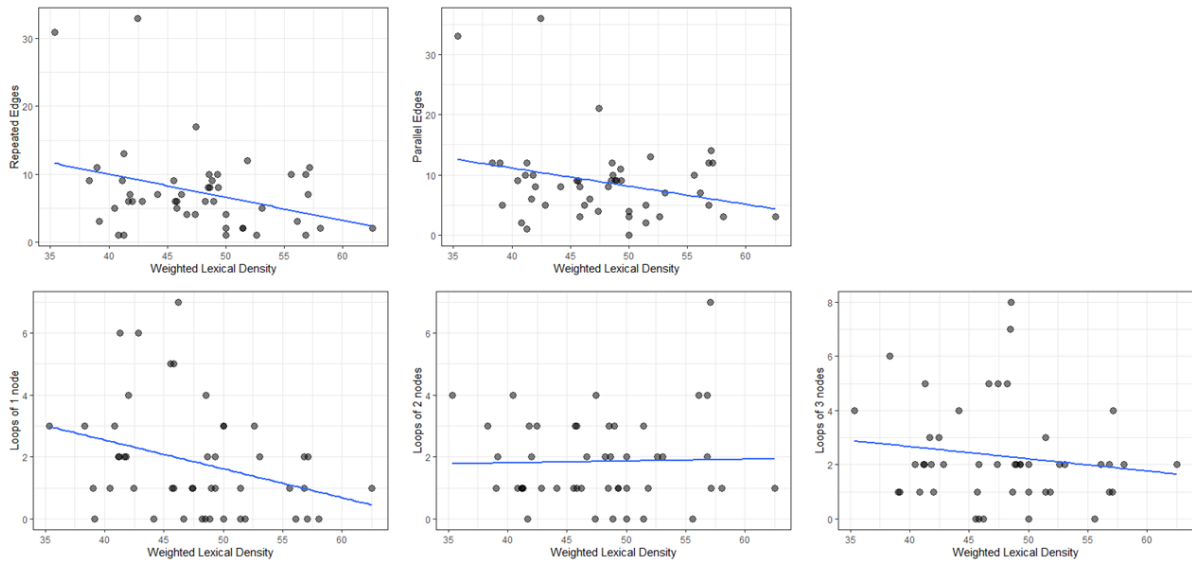 Repeated Edges
30
20
10
0
35 40 45 50 55 60
Weighted Lexical Density
Parallel Edges
30
20
10
0
35 40 45 50 55 60
Weighted Lexical Density
Loops of 1 node
6
4
2
0
35 40 45 50 55 60
Weighted Lexical Density
Loops of 2 nodes
6
4
2
0
35 40 45 50 55 60
Weighted Lexical Density
Loops of 3 nodes
8
6
4
2
0
35 40 45 50 55 60
Weighted Lexical Density